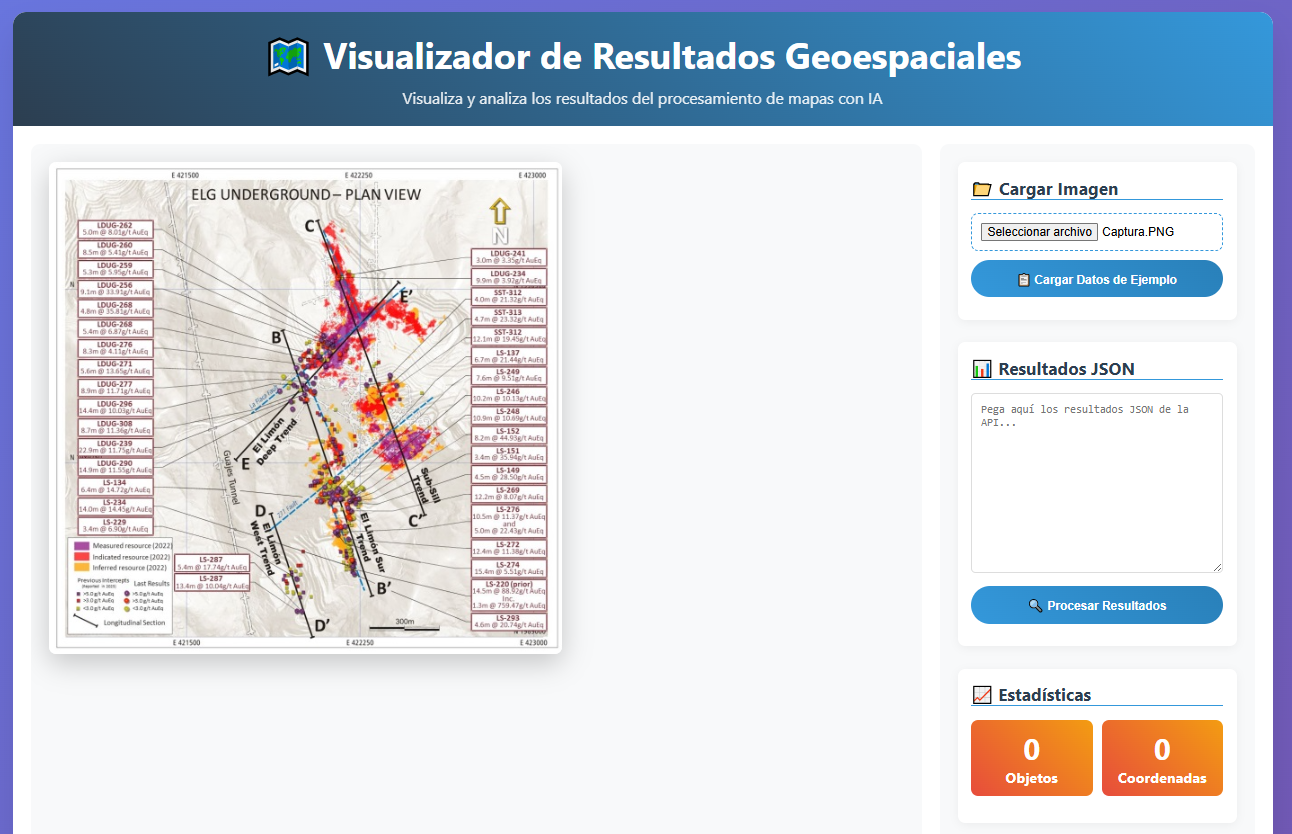 Visualizador de Resultados Geoespaciales
Visualiza y analiza los resultados del procesamiento de mapas con IA
E 421500
E 422250
E 423000
ELG UNDERGROUND – PLAN VIEW
N
LDUG-262
5.0m @ 8.01g/t AuEq
LDUG-260
8.5m @ 5.41g/t AuEq
LDUG-259
5.3m @ 5.95g/t AuEq
LDUG-256
9.1m @ 33.91g/t AuEq
LDUG-268
4.8m @ 35.81g/t AuEq
LDUG-268
5.4m @ 6.87g/t AuEq
LDUG-276
8.3m @ 4.11g/t AuEq
LDUG-271
5.6m @ 13.65g/t AuEq
LDUG-277
8.9m @ 11.71g/t AuEq
LDUG-296
14.4m @ 10.03g/t AuEq
LDUG-308
8.7m @ 11.36g/t AuEq
LDUG-239
22.9m @ 11.75g/t AuEq
LDUG-290
14.9m @ 11.55g/t AuEq
LS-134
6.4m @ 14.72g/t AuEq
LS-234
14.0m @ 14.45g/t AuEq
LS-229
3.4m @ 6.90g/t AuEq
LS-287
5.4m @ 17.74g/t AuEq
LS-287
13.4m @ 10.04g/t AuEq
C
E'
B
E
D
C'
B'
D'
El Limón
Deep Trend
Guajes Tunnel
El Limón
West Trend
El Limón Sur
Trend
Sub-Sill
Trend
LDUG-241
3.0m @ 3.35g/t AuEq
LDUG-234
9.9m @ 3.92g/t AuEq
SST-312
4.0m @ 21.32g/t AuEq
SST-313
4.7m @ 23.32g/t AuEq
SST-312
12.1m @ 19.45g/t AuEq
LS-137
6.7m @ 21.44g/t AuEq
LS-249
7.6m @ 9.51g/t AuEq
LS-246
10.2m @ 10.13g/t AuEq
LS-248
10.9m @ 10.69g/t AuEq
LS-152
8.2m @ 44.93g/t AuEq
LS-151
3.4m @ 35.94g/t AuEq
LS-149
4.5m @ 28.50g/t AuEq
LS-269
12.2m @ 8.07g/t AuEq
LS-276
10.5m @ 11.37g/t AuEq
and
5.0m @ 22.43g/t AuEq
LS-272
12.4m @ 11.38g/t AuEq
LS-274
15.4m @ 5.51g/t AuEq
LS-220 (prior)
14.5m @ 88.92g/t AuEq
Inc.
1.3m @ 759.47g/t AuEq
LS-293
4.6m @ 20.74g/t AuEq
Measured resource (2022)
Indicated resource (2022)
Inferred resource (2022)
Previous Intercepts
Last Results
>5.0 g/t AuEq
>5.0 g/t AuEq
>3.0 g/t AuEq
>3.0 g/t AuEq
<3.0 g/t AuEq
<3.0 g/t AuEq
Longitudinal Section
300m
E 421500
E 422250
E 423000
Cargar Imagen
Seleccionar archivo Captura.PNG
Cargar Datos de Ejemplo
Resultados JSON
Pega aquí los resultados JSON de la
API...
Procesar Resultados
Estadísticas
0
Objetos
0
Coordenadas